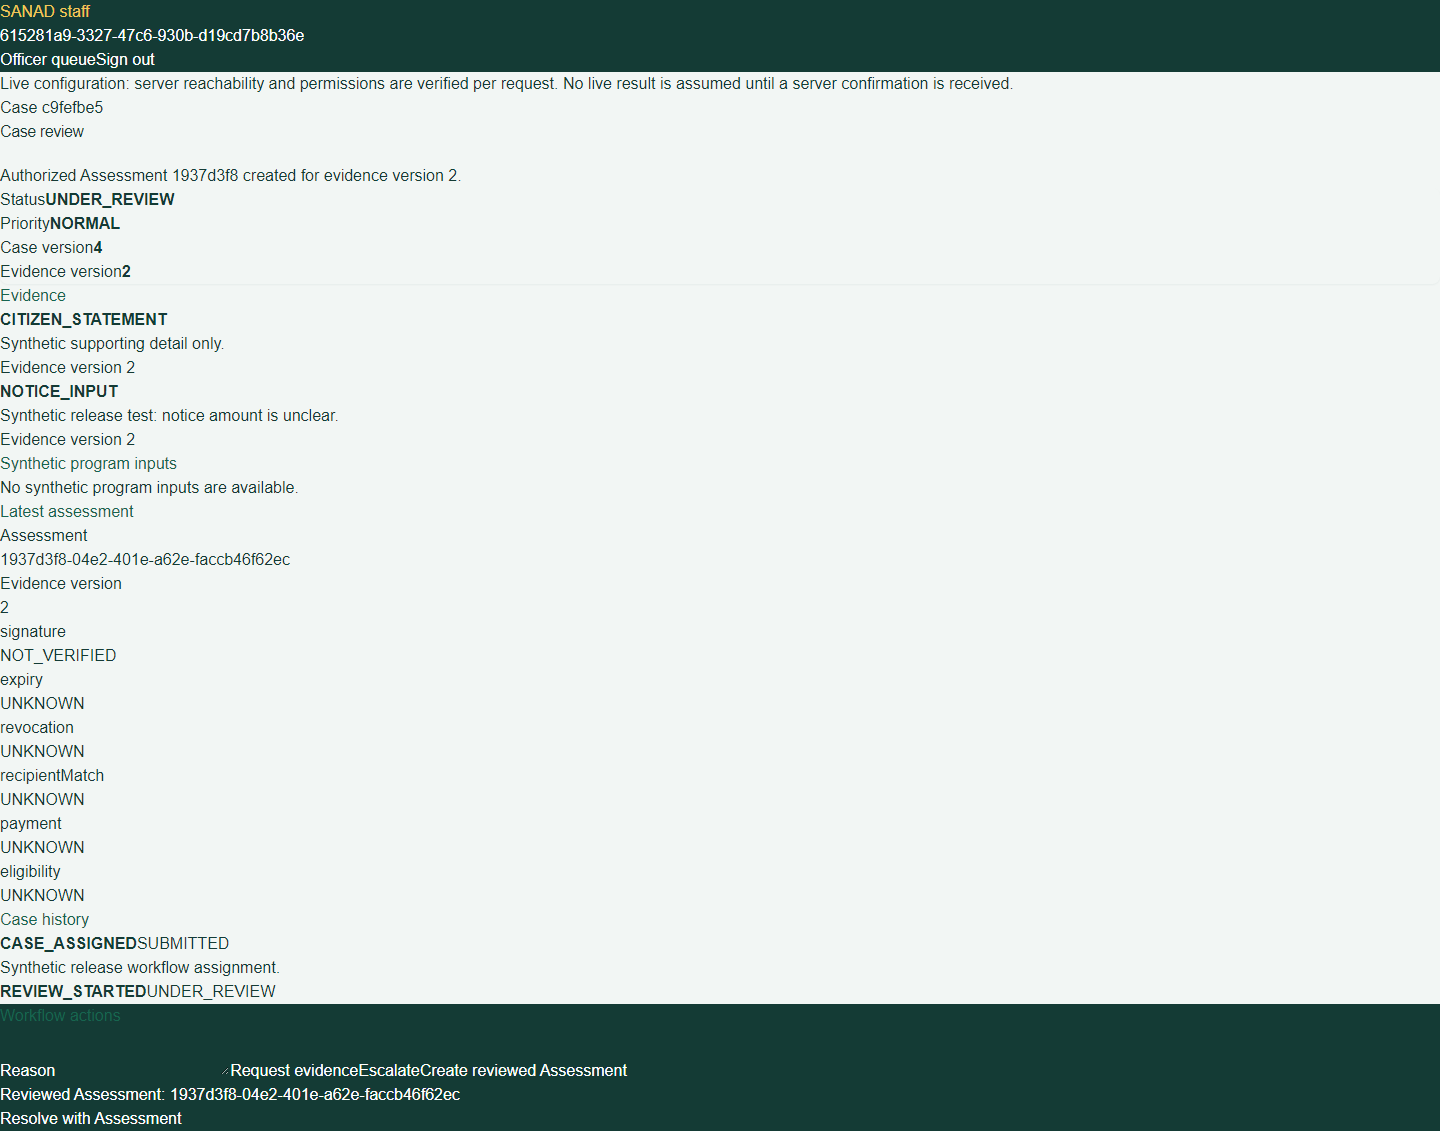 SANAD staff
615281a9-3327-47c6-930b-d19cd7b8b36e
Officer queueSign out
Live configuration: server reachability and permissions are verified per request. No live result is assumed until a server confirmation is received.
Case c9fefbe5
Case review
Authorized Assessment 1937d3f8 created for evidence version 2.
StatusUNDER_REVIEW
PriorityNORMAL
Case version4
Evidence version2
Evidence
CITIZEN_STATEMENT
Synthetic supporting detail only.
Evidence version 2
NOTICE_INPUT
Synthetic release test: notice amount is unclear.
Evidence version 2
Synthetic program inputs
No synthetic program inputs are available.
Latest assessment
Assessment
1937d3f8-04e2-401e-a62e-faccb46f62ec
Evidence version
2
signature
NOT_VERIFIED
expiry
UNKNOWN
revocation
UNKNOWN
recipientMatch
UNKNOWN
payment
UNKNOWN
eligibility
UNKNOWN
Case history
CASE_ASSIGNEDSUBMITTED
Synthetic release workflow assignment.
REVIEW_STARTEDUNDER_REVIEW
Workflow actions
Reason Request evidenceEscalateCreate reviewed Assessment
Reviewed Assessment: 1937d3f8-04e2-401e-a62e-faccb46f62ec
Resolve with Assessment